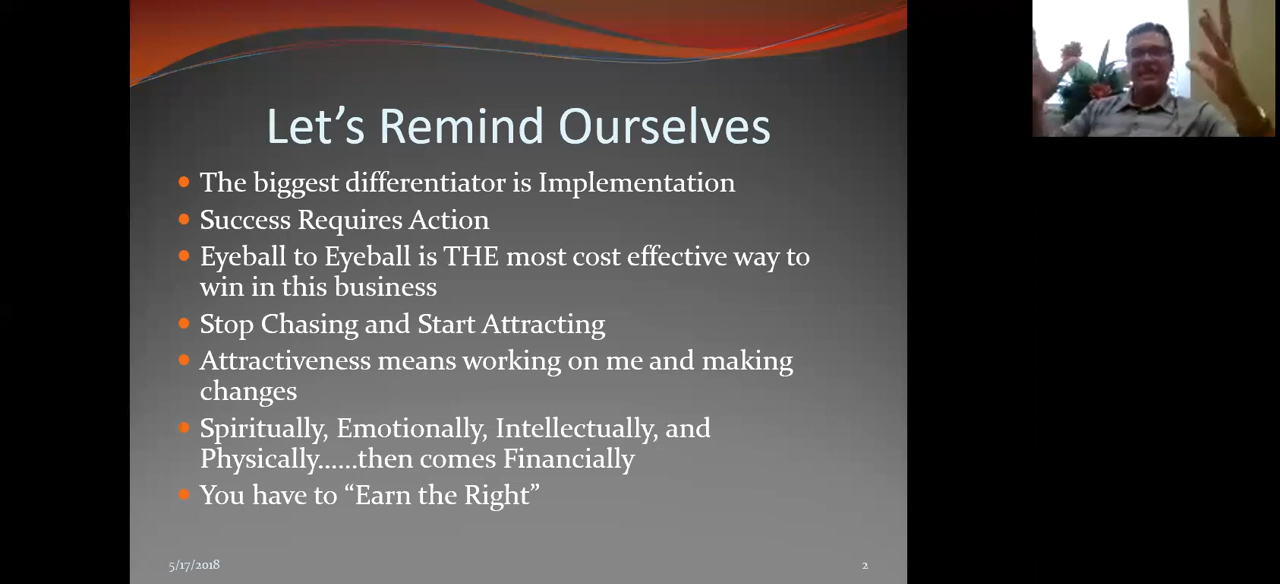 Let's Remind Ourselves
• The biggest differentiator is Implementation
• Success Requires Action
• Eyeball to Eyeball is THE most cost effective way to
win in this business
• Stop Chasing and Start Attracting
• Attractiveness means working on me and making
changes
• Spiritually, Emotionally, Intellectually, and
Physically......then comes Financially
• You have to “Earn the Right”
5/17/2018
2